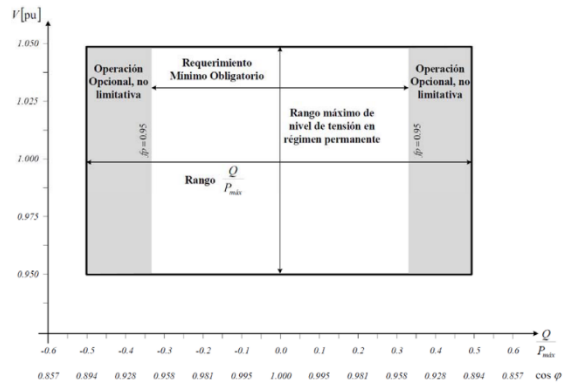 V[pu]
1.050
1.025
1.000
0.975
0.950
Operación
Opcional, no
limitativa
Requerimiento
Mínimo Obligatorio
Operación
Opcional, no
limitativa
Rango máximo de
nivel de tensión en
régimen permanente
fp=0.95
fp=0.95
Rango Q/Pmáx
-0.6 -0.5 -0.4 -0.3 -0.2 -0.1 0.0 0.1 0.2 0.3 0.4 0.5 0.6 Q/Pmáx
0.857 0.894 0.928 0.958 0.981 0.995 1.000 0.995 0.981 0.958 0.928 0.894 0.857 cos φ